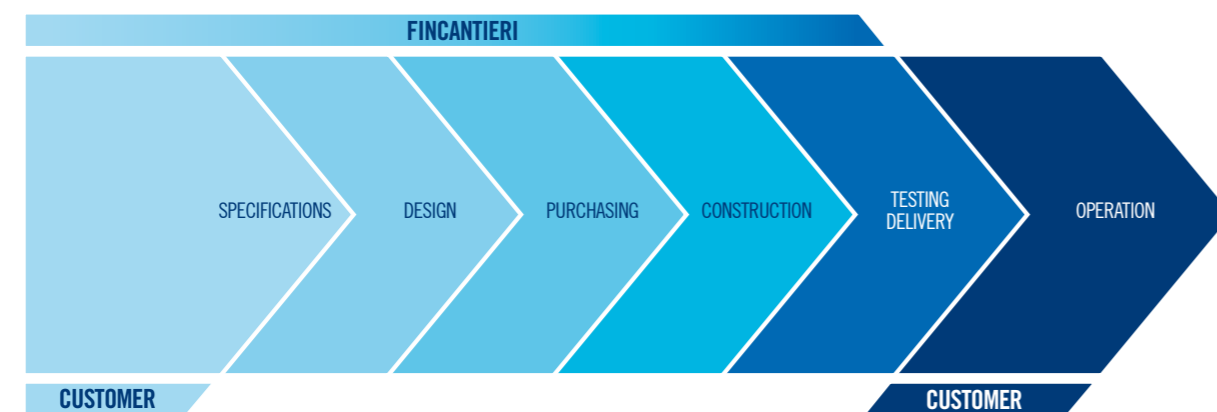 FINCANTIERI
SPECIFICATIONS
DESIGN
PURCHASING
CONSTRUCTION
TESTING
DELIVERY
OPERATION
CUSTOMER
CUSTOMER